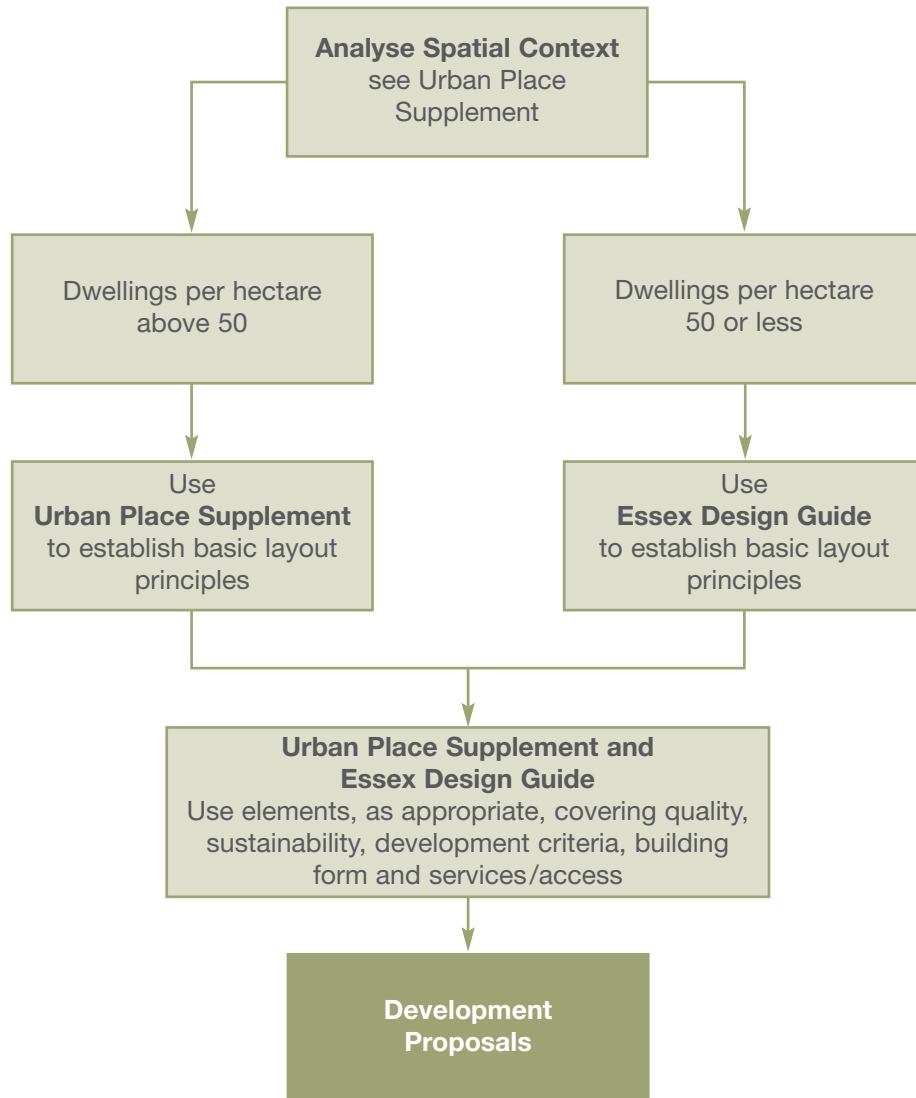 Analyse Spatial Context
see Urban Place
Supplement
Dwellings per hectare
above 50
Dwellings per hectare
50 or less
Use
Urban Place Supplement
to establish basic layout
principles
Use
Essex Design Guide
to establish basic layout
principles
Urban Place Supplement and
Essex Design Guide
Use elements, as appropriate, covering quality,
sustainability, development criteria, building
form and services/access
Development
Proposals